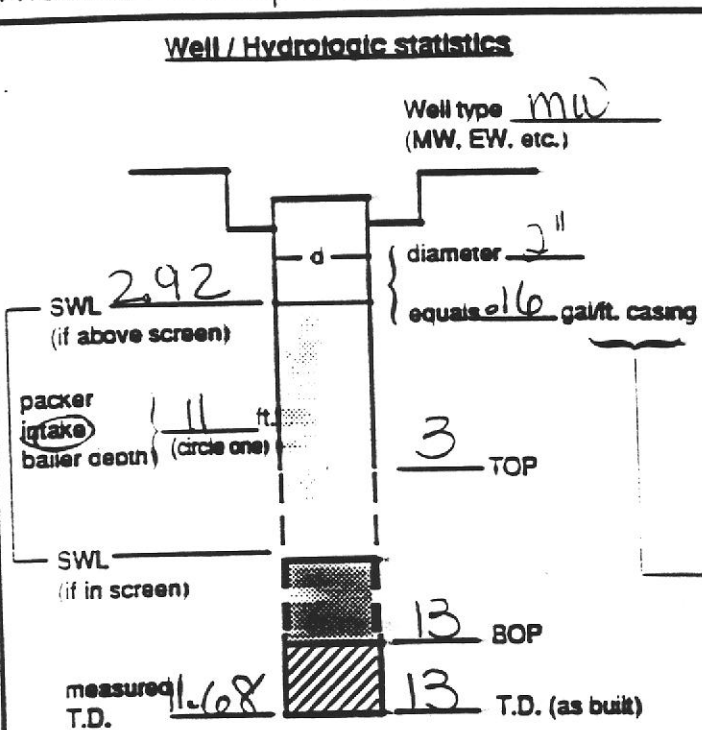 Well / Hydrologic statistics
Well type MW
(MW, EW, etc.)
d
diameter 2"
SWL 2.92
equals .16 gal/ft. casing
(if above screen)
packer
intake
bailer depth
11 ft.
(circle one)
3 TOP
SWL
(if in screen)
13 BOP
measured
T.D. 11.68
13 T.D. (as built)